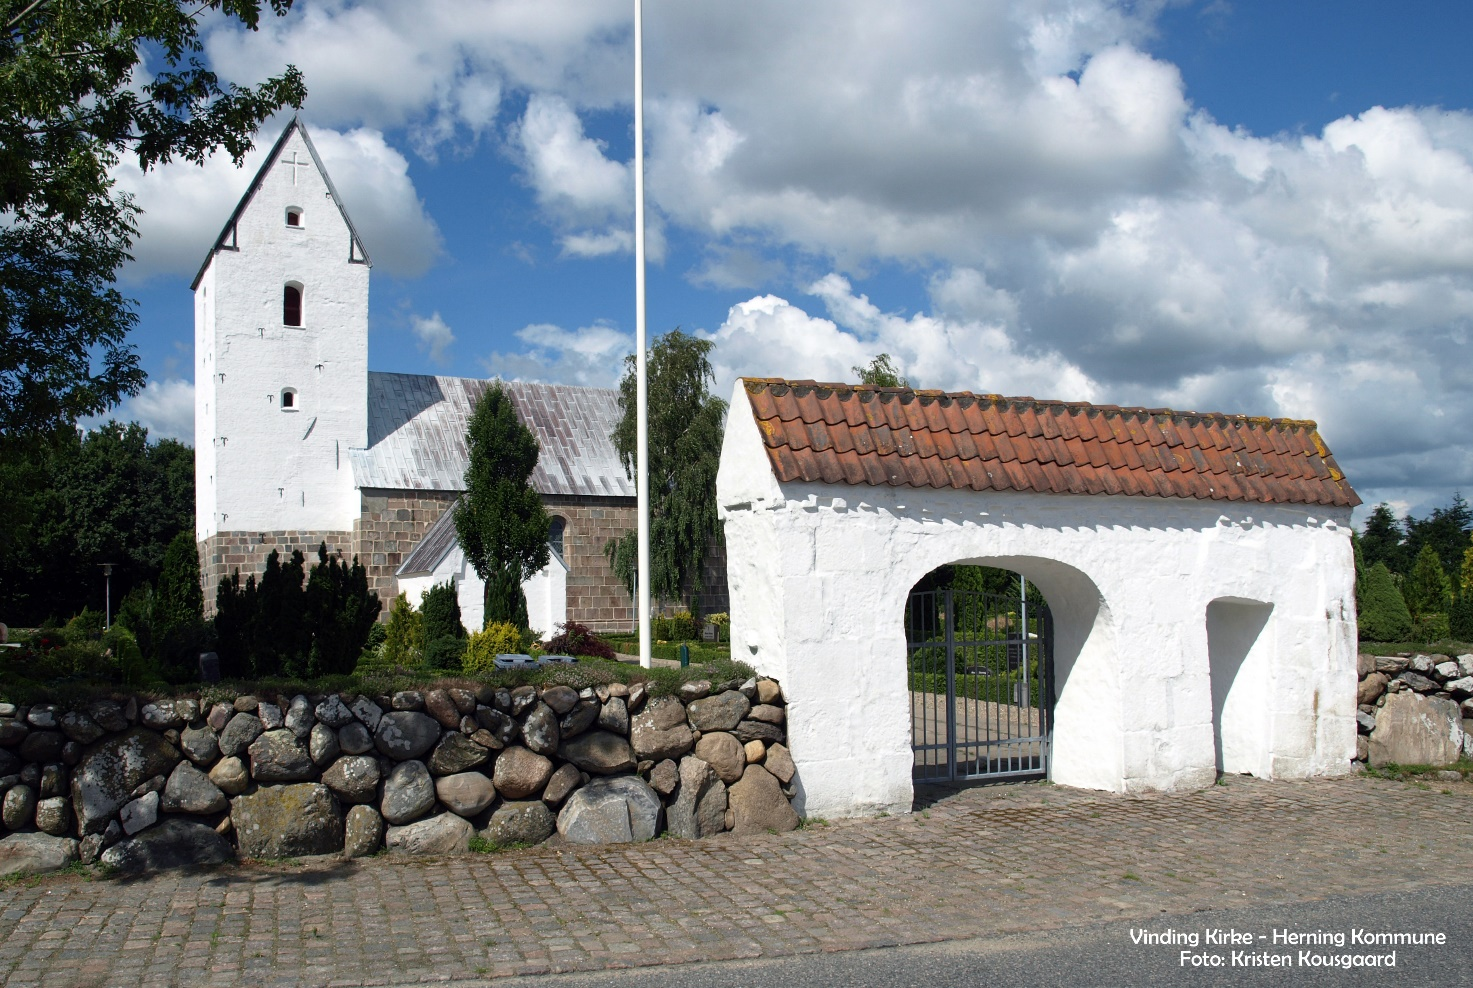 Vinding Kirke - Herning Kommune
Foto: Kristen Kousgaard